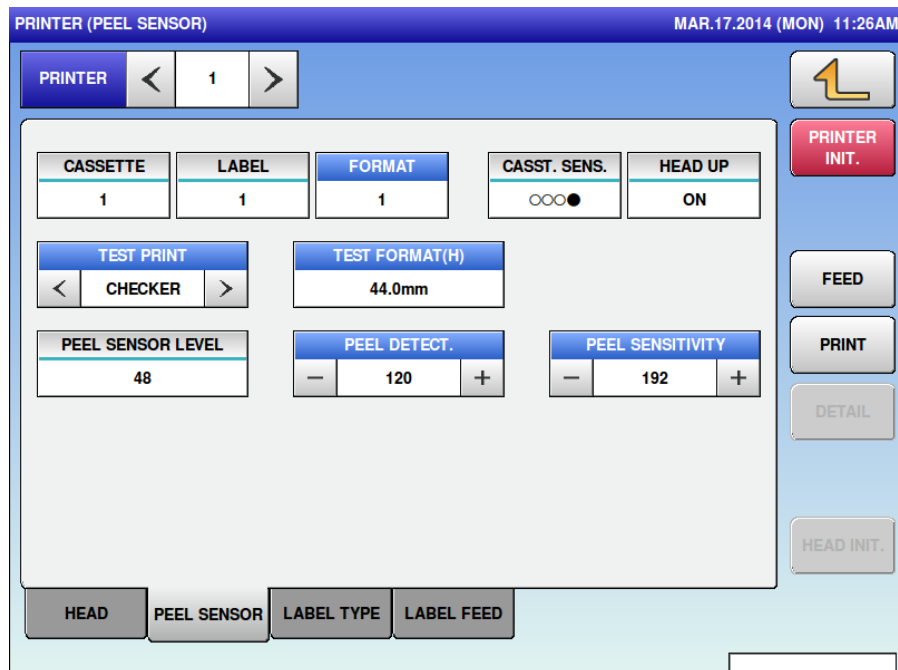 PRINTER (PEEL SENSOR) MAR.17.2014 (MON) 11:26AM
PRINTER < 1 >
PRINTER INIT.
CASSETTE LABEL FORMAT CASST. SENS. HEAD UP
1 1 1 ○○○● ON
TEST PRINT TEST FORMAT(H)
< CHECKER > 44.0mm
FEED
PEEL SENSOR LEVEL PEEL DETECT. PEEL SENSITIVITY
48 − 120 + − 192 +
PRINT
DETAIL
HEAD INIT.
HEAD PEEL SENSOR LABEL TYPE LABEL FEED